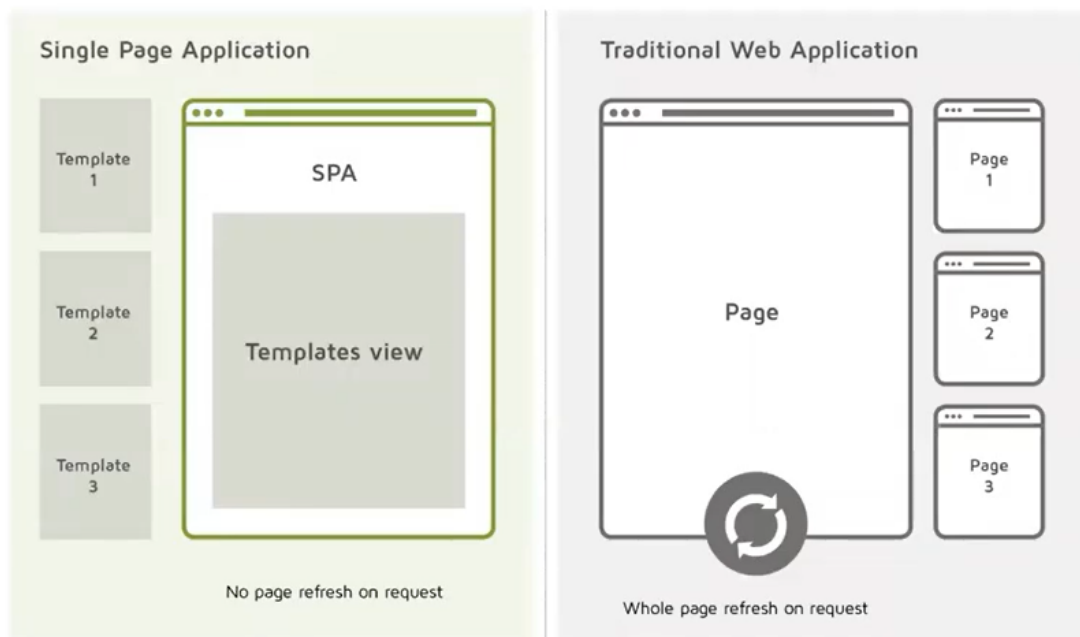 Single Page Application
Template
1
Template
2
Template
3
SPA
Templates view
No page refresh on request
Traditional Web Application
Page
Page
1
Page
2
Page
3
Whole page refresh on request